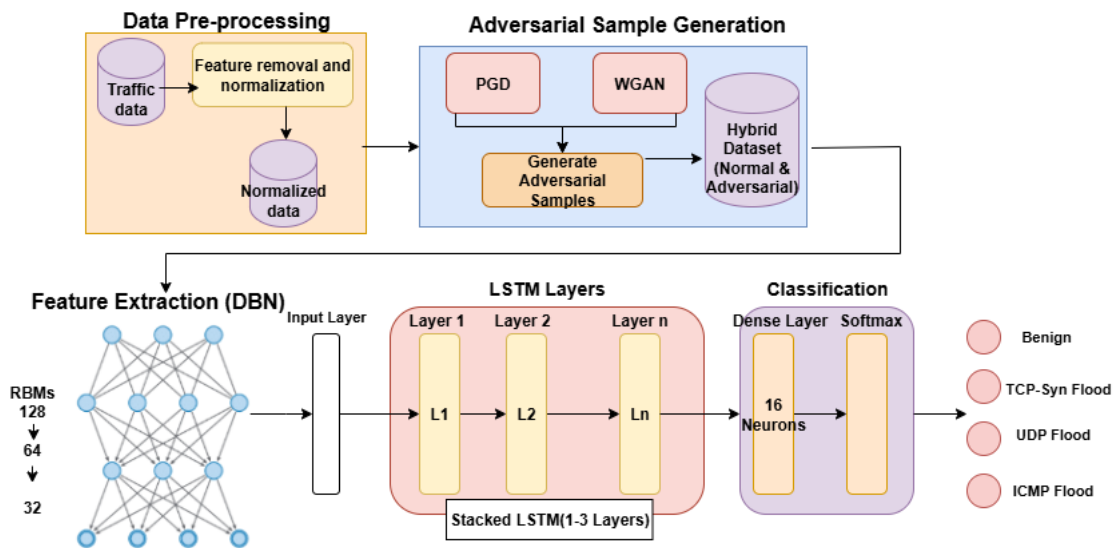 Data Pre-processing
Adversarial Sample Generation
Traffic
data
Feature removal and
normalization
Normalized
data
PGD
WGAN
Generate
Adversarial
Samples
Hybrid
Dataset
(Normal &
Adversarial)
Feature Extraction (DBN)
RBMs
128
64
32
Input Layer
LSTM Layers
Layer 1
Layer 2
Layer n
L1
L2
Ln
Stacked LSTM(1-3 Layers)
Classification
Dense Layer
Softmax
16
Neurons
Benign
TCP-Syn Flood
UDP Flood
ICMP Flood